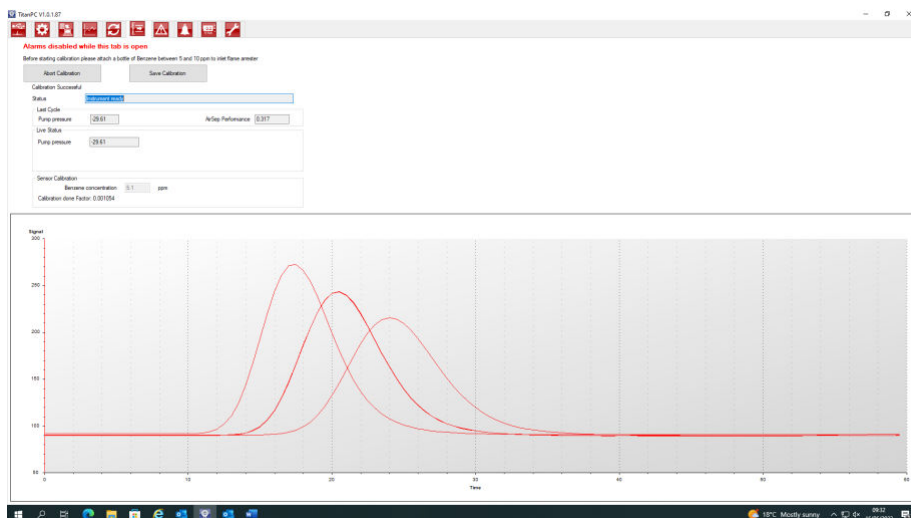 TitanPC V1.0.1.87
Alarms disabled while this tab is open
Before starting calibration please attach a bottle of Benzene between 5 and 10 ppm to inlet flame arrester
Abort Calibration Save Calibration
Calibration Successful
Status Instrument ready
Last Cycle
Pump pressure -29.61 AirSep Performance 0.317
Live Status
Pump pressure -29.61
Sensor Calibration
Benzene concentration 5.1 ppm
Calibration done Factor: 0.001054
Signal
300
250
200
150
100
50
0 10 20 30 40 50 60
Time
18°C Mostly sunny 09:32